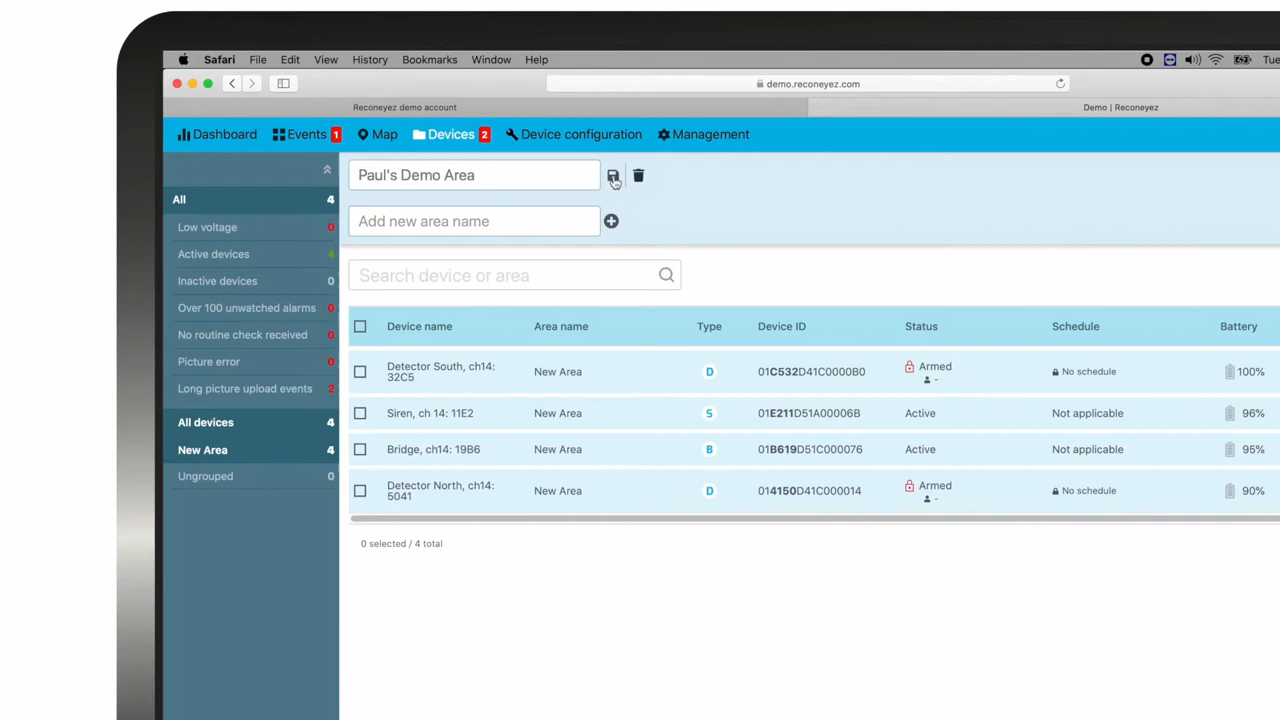 Safari File Edit View History Bookmarks Window Help Tue
demo.reconeyez.com
Reconeyez demo account Demo | Reconeyez
Dashboard Events 1 Map Devices 2 Device configuration Management
Paul's Demo Area
Add new area name
All 4
Low voltage 0
Active devices 4
Inactive devices 0
Over 100 unwatched alarms 0
No routine check received 0
Picture error 0
Long picture upload events 2
All devices 4
New Area 4
Ungrouped 0
Search device or area
Device name Area name Type Device ID Status Schedule Battery
Detector South, ch14: New Area D 01C532D41C0000B0 Armed No schedule 100%
32C5 -
Siren, ch 14: 11E2 New Area S 01E211D51A00006B Active Not applicable 96%
Bridge, ch14: 19B6 New Area B 01B619D51C000076 Active Not applicable 95%
Detector North, ch14: New Area D 014150D41C000014 Armed No schedule 90%
5041 -
0 selected / 4 total